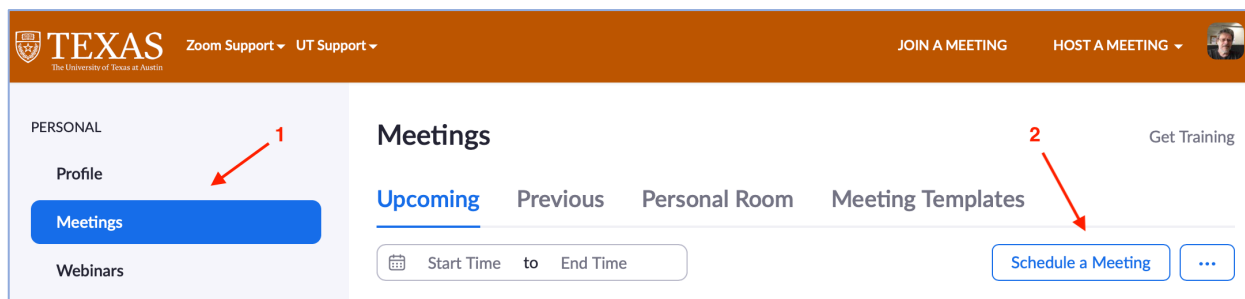 TEXAS
The University of Texas at Austin
Zoom Support UT Support
JOIN A MEETING HOST A MEETING
PERSONAL
1
Profile
Meetings
Webinars
Meetings
2
Get Training
Upcoming Previous Personal Room Meeting Templates
Start Time to End Time
Schedule a Meeting ...